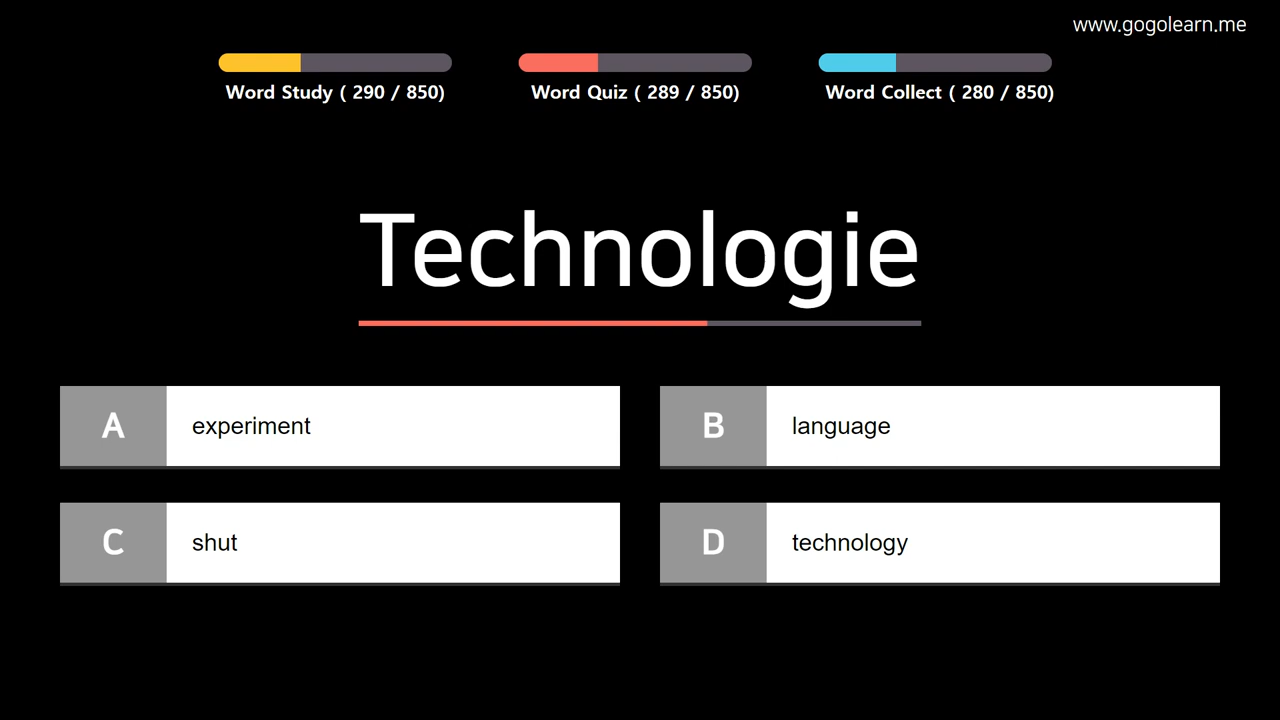 www.gogolearn.me
Word Study ( 290 / 850)
Word Quiz ( 289 / 850)
Word Collect ( 280 / 850)
Technologie
A experiment
B language
C shut
D technology